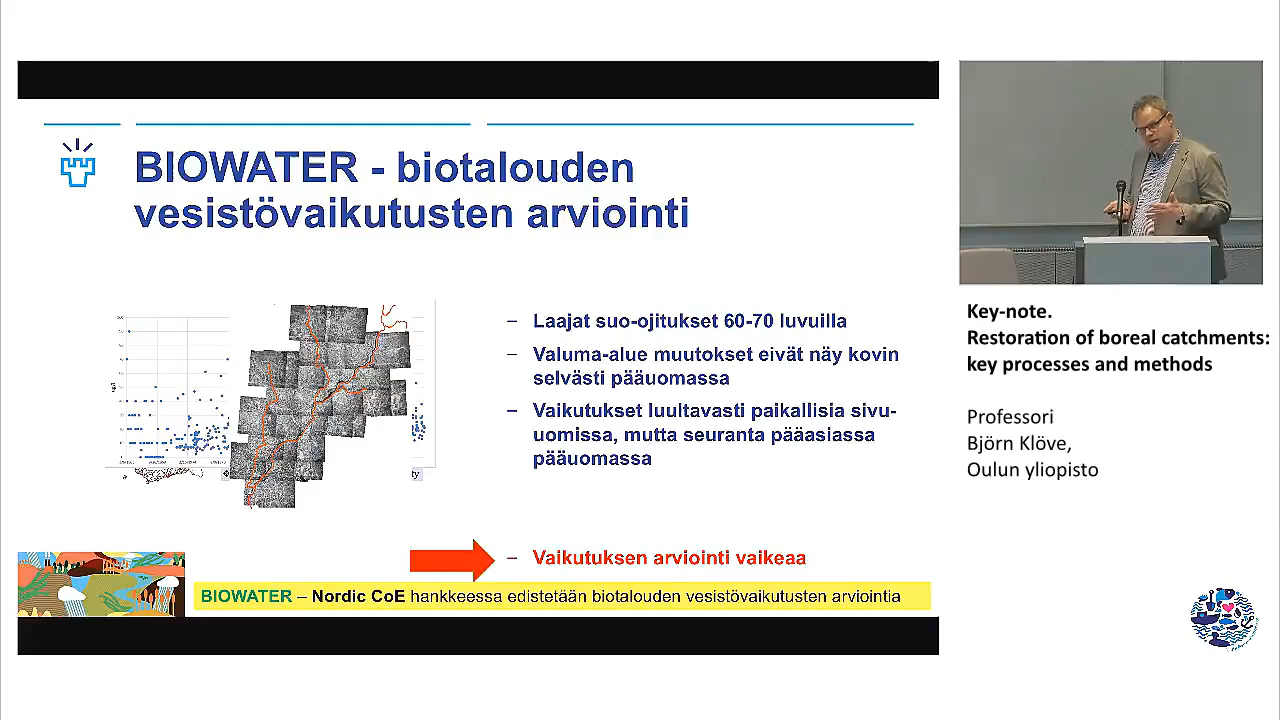 BIOWATER - biotalouden
vesistövaikutusten arviointi
– Laajat suo-ojitukset 60-70 luvuilla
– Valuma-alue muutokset eivät näy kovin
selvästi pääuomassa
– Vaikutukset luultavasti paikallisia sivu-
uomissa, mutta seuranta pääasiassa
pääuomassa
– Vaikutuksen arviointi vaikeaa
BIOWATER – Nordic CoE hankkeessa edistetään biotalouden vesistövaikutusten arviointia
Key-note.
Restoration of boreal catchments:
key processes and methods
Professori
Björn Klöve,
Oulun yliopisto